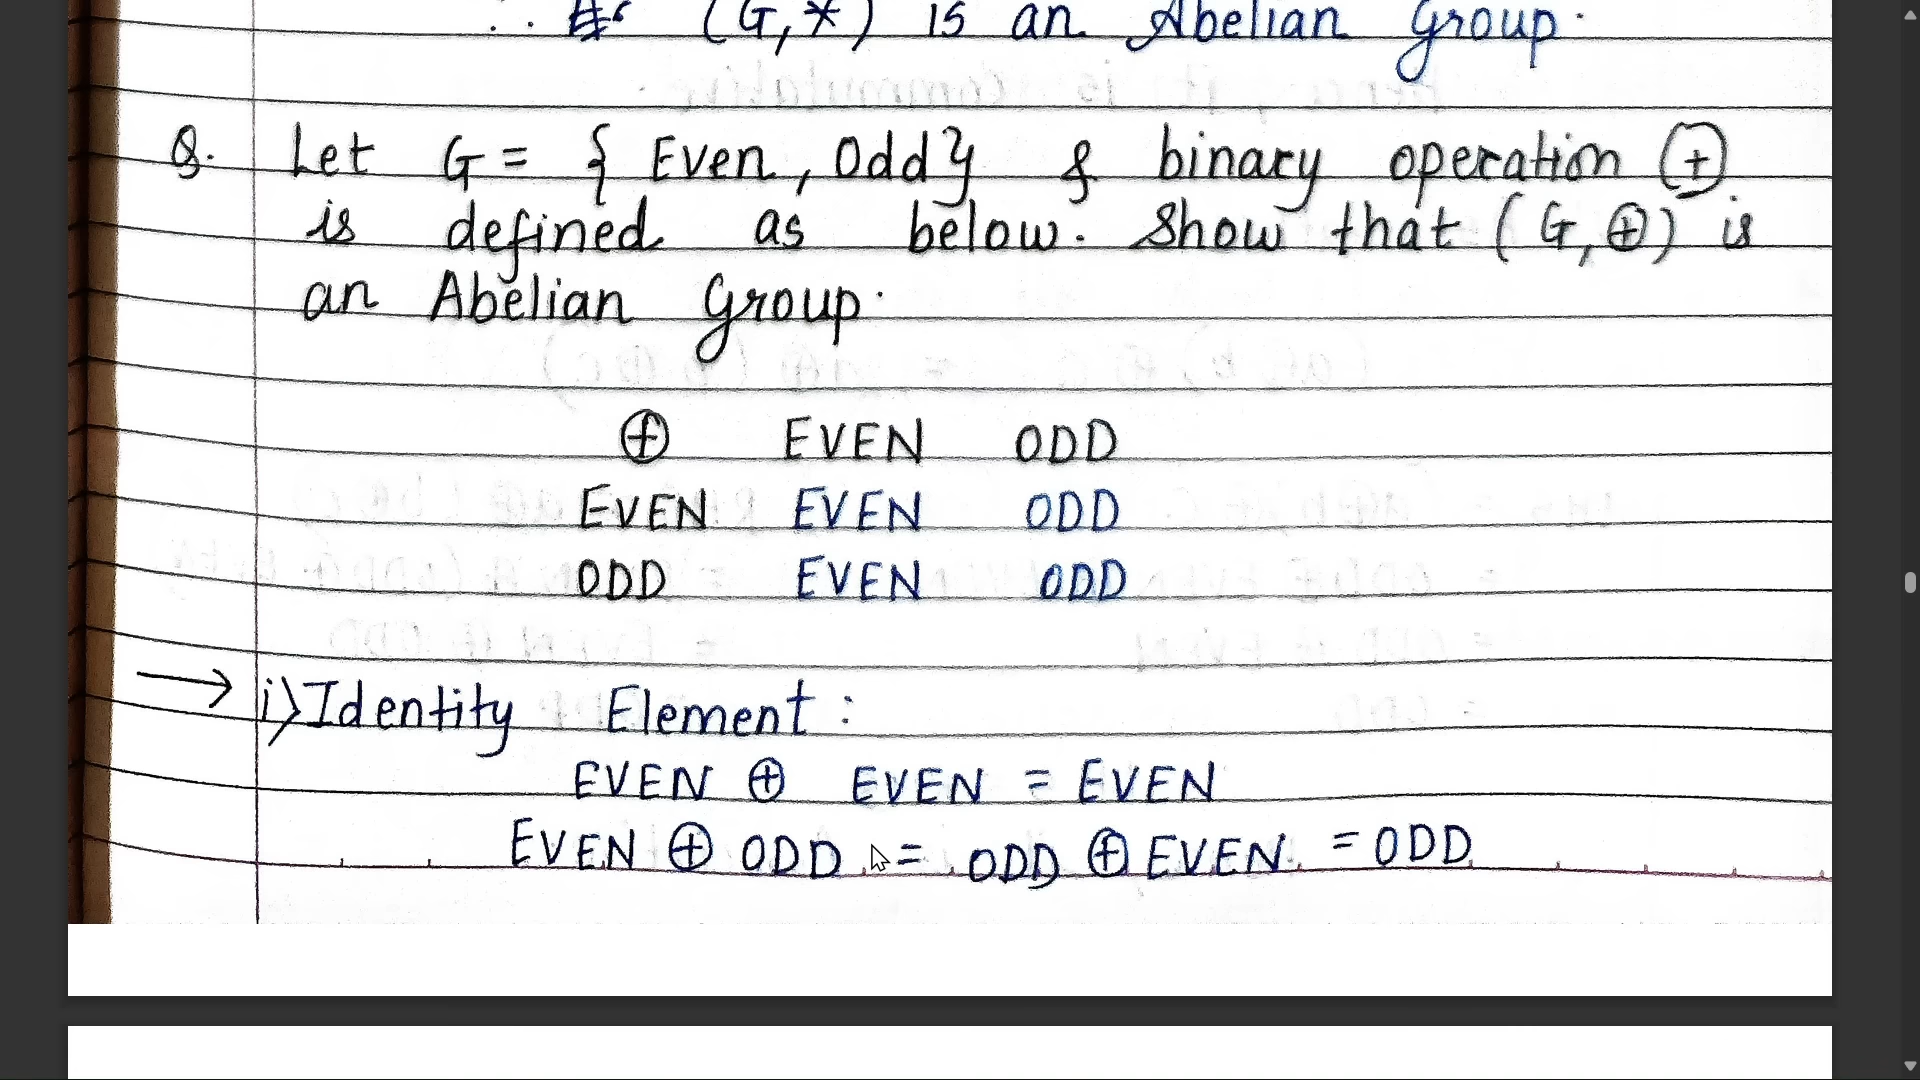 ∴ (G, *) is an Abelian Group.
Q. Let G = { Even, Odd} & binary operation ⊕
is defined as below. Show that (G, ⊕) is
an Abelian Group.
⊕ EVEN ODD
EVEN EVEN ODD
ODD EVEN ODD
→ i) Identity Element :
EVEN ⊕ EVEN = EVEN
EVEN ⊕ ODD = ODD ⊕ EVEN = ODD